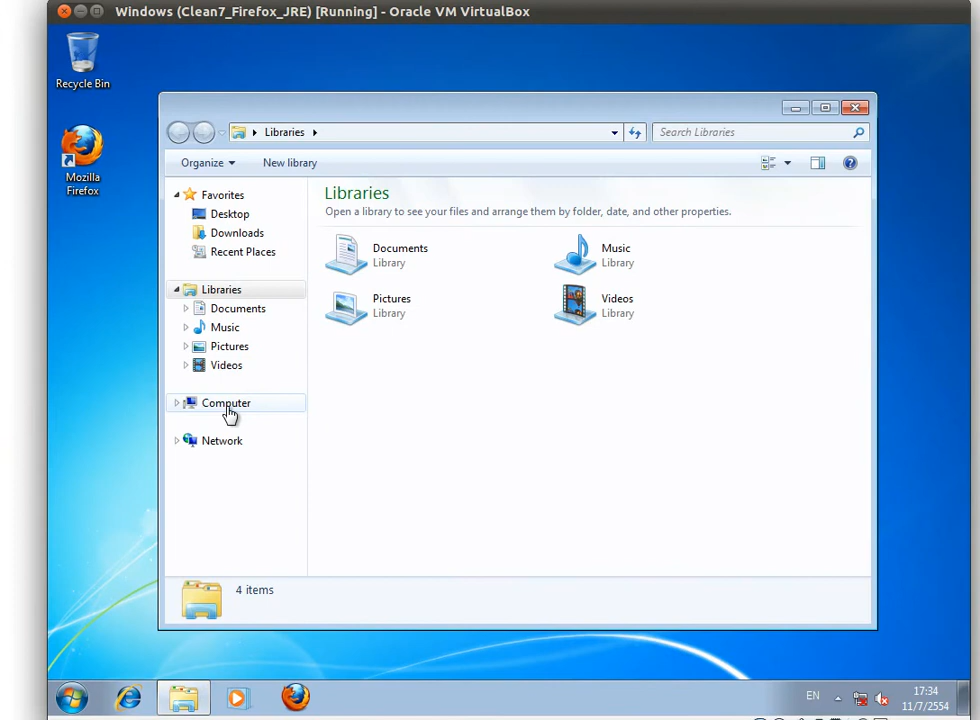 Windows (Clean7_Firefox_JRE) [Running] - Oracle VM VirtualBox
Recycle Bin
Mozilla
Firefox
Libraries
Search Libraries
Organize
New library
Favorites
Desktop
Downloads
Recent Places
Libraries
Documents
Music
Pictures
Videos
Computer
Network
Libraries
Open a library to see your files and arrange them by folder, date, and other properties.
Documents
Library
Music
Library
Pictures
Library
Videos
Library
4 items
EN
17:34
11/7/2554